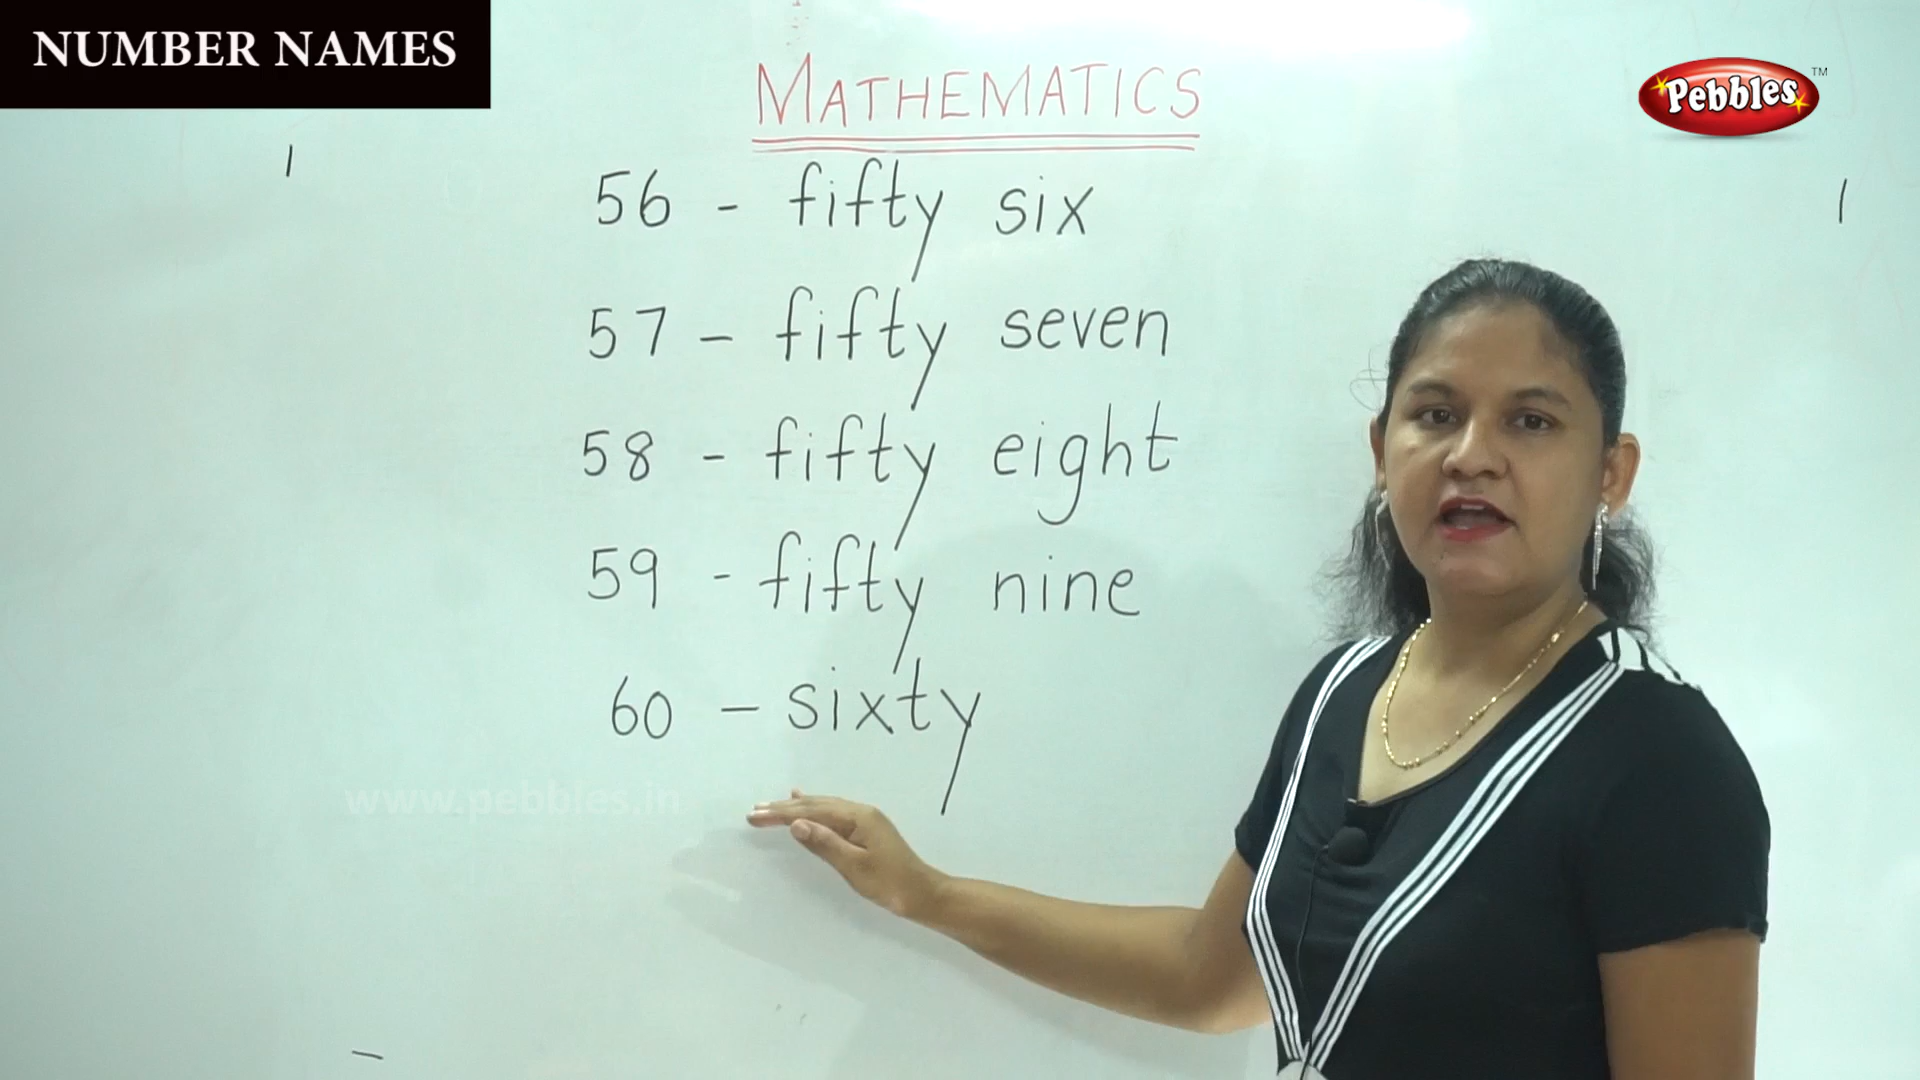 NUMBER NAMES
MATHEMATICS
Pebbles™
56 - fifty six
57 - fifty seven
58 - fifty eight
59 - fifty nine
60 - sixty
www.pebbles.in